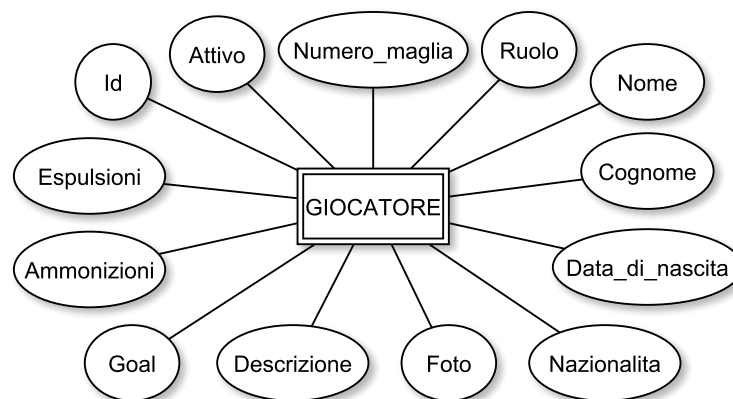 Numero_maglia
Attivo
Ruolo
Id
Nome
Espulsioni
Cognome
GIOCATORE
Ammonizioni
Data_di_nascita
Goal
Descrizione
Foto
Nazionalita